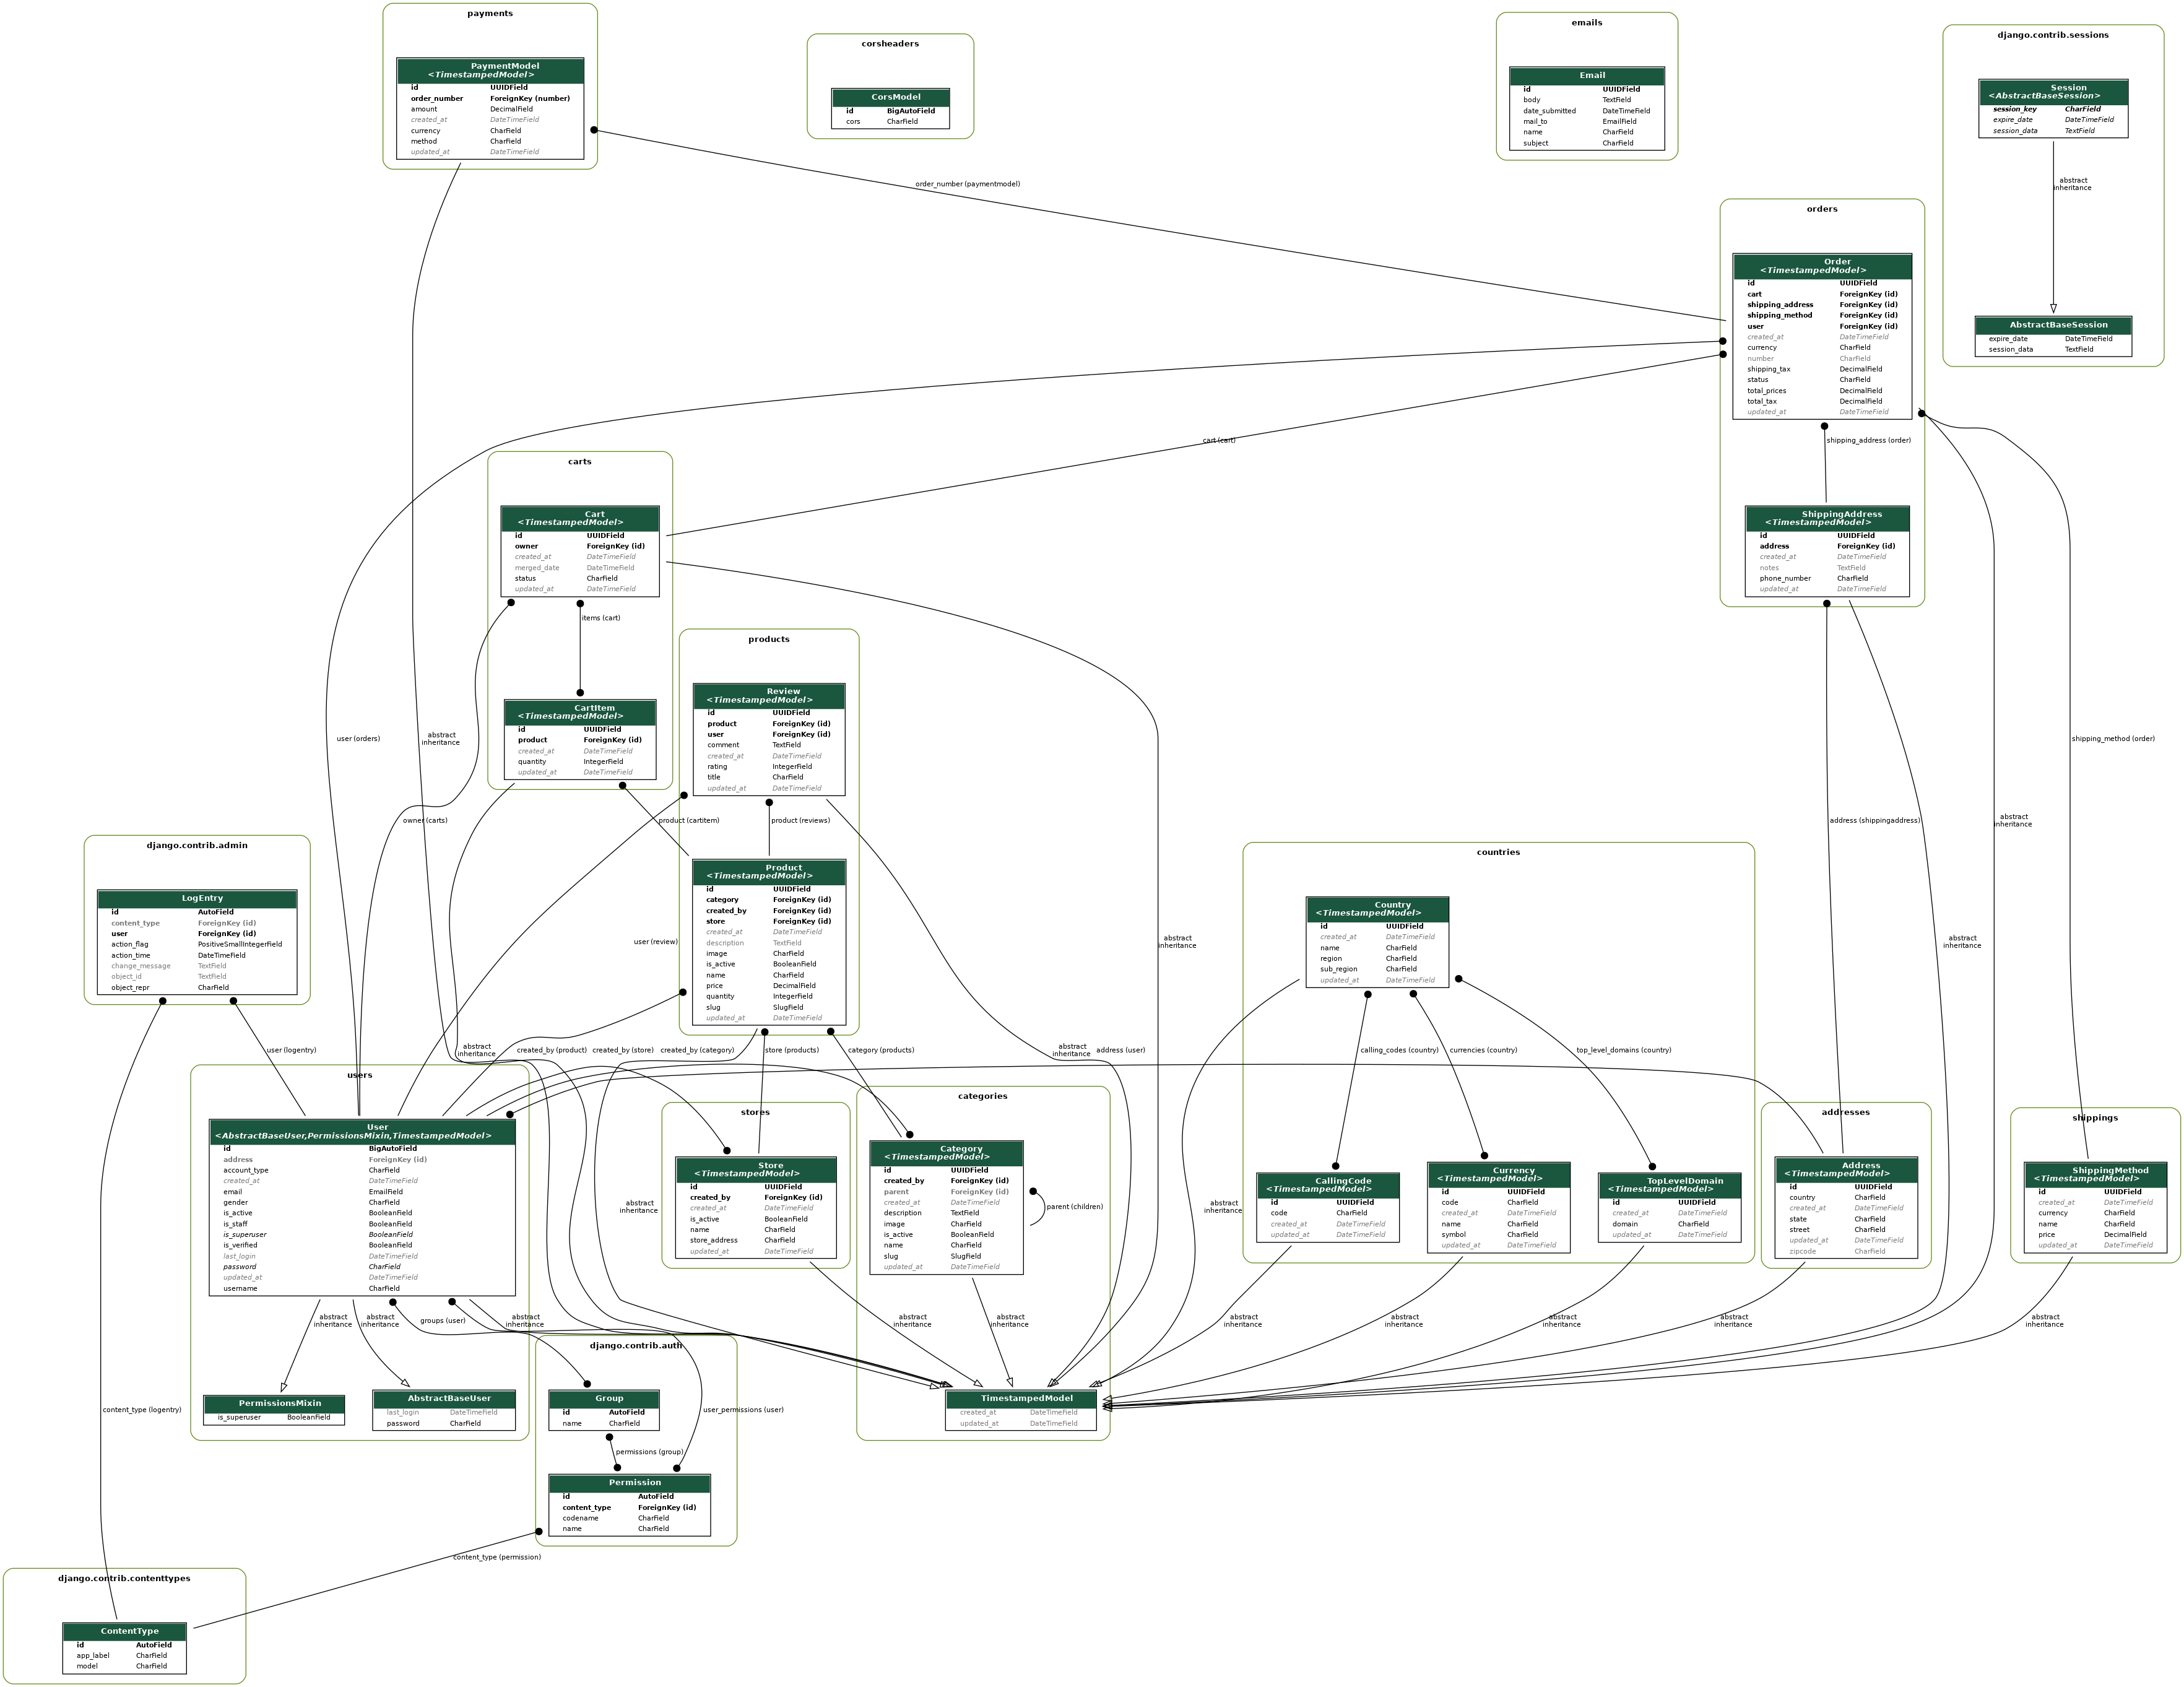 payments
PaymentModel
<TimestampedModel>
id UUIDField
order_number ForeignKey (number)
amount DecimalField
created_at DateTimeField
currency CharField
method CharField
updated_at DateTimeField
corsheaders
CorsModel
id BigAutoField
cors CharField
emails
Email
id UUIDField
body TextField
date_submitted DateTimeField
mail_to EmailField
name CharField
subject CharField
django.contrib.sessions
Session
<AbstractBaseSession>
session_key CharField
expire_date DateTimeField
session_data TextField
abstract
inheritance
AbstractBaseSession
expire_date DateTimeField
session_data TextField
order_number (paymentmodel)
orders
Order
<TimestampedModel>
id UUIDField
cart ForeignKey (id)
shipping_address ForeignKey (id)
shipping_method ForeignKey (id)
user ForeignKey (id)
created_at DateTimeField
currency CharField
number CharField
shipping_tax DecimalField
status CharField
total_prices DecimalField
total_tax DecimalField
updated_at DateTimeField
cart (cart)
shipping_address (order)
ShippingAddress
<TimestampedModel>
id UUIDField
address ForeignKey (id)
created_at DateTimeField
notes TextField
phone_number CharField
updated_at DateTimeField
carts
Cart
<TimestampedModel>
id UUIDField
owner ForeignKey (id)
created_at DateTimeField
merged_date DateTimeField
status CharField
updated_at DateTimeField
items (cart)
CartItem
<TimestampedModel>
id UUIDField
product ForeignKey (id)
created_at DateTimeField
quantity IntegerField
updated_at DateTimeField
products
Review
<TimestampedModel>
id UUIDField
product ForeignKey (id)
user ForeignKey (id)
comment TextField
created_at DateTimeField
rating IntegerField
title CharField
updated_at DateTimeField
user (orders)
abstract
inheritance
shipping_method (order)
owner (carts)
product (cartitem)
product (reviews)
address (shippingaddress)
abstract
inheritance
Product
<TimestampedModel>
id UUIDField
category ForeignKey (id)
created_by ForeignKey (id)
store ForeignKey (id)
created_at DateTimeField
description TextField
image CharField
is_active BooleanField
name CharField
price DecimalField
quantity IntegerField
slug SlugField
updated_at DateTimeField
django.contrib.admin
LogEntry
id AutoField
content_type ForeignKey (id)
user ForeignKey (id)
action_flag PositiveSmallIntegerField
action_time DateTimeField
change_message TextField
object_id TextField
object_repr CharField
countries
Country
<TimestampedModel>
id UUIDField
created_at DateTimeField
name CharField
region CharField
sub_region CharField
updated_at DateTimeField
user (review)
abstract
inheritance
abstract
inheritance
user (logentry)
abstract
inheritance
created_by (product)
created_by (store)
created_by (category)
store (products)
category (products)
abstract
inheritance
address (user)
calling_codes (country)
currencies (country)
top_level_domains (country)
users
User
<AbstractBaseUser,PermissionsMixin,TimestampedModel>
id BigAutoField
address ForeignKey (id)
account_type CharField
created_at DateTimeField
email EmailField
gender CharField
is_active BooleanField
is_staff BooleanField
is_superuser BooleanField
is_verified BooleanField
last_login DateTimeField
password CharField
updated_at DateTimeField
username CharField
stores
Store
<TimestampedModel>
id UUIDField
created_by ForeignKey (id)
created_at DateTimeField
is_active BooleanField
name CharField
store_address CharField
updated_at DateTimeField
abstract
inheritance
categories
Category
<TimestampedModel>
id UUIDField
created_by ForeignKey (id)
parent ForeignKey (id)
created_at DateTimeField
description TextField
image CharField
is_active BooleanField
name CharField
slug SlugField
updated_at DateTimeField
parent (children)
abstract
inheritance
CallingCode
<TimestampedModel>
id UUIDField
code CharField
created_at DateTimeField
updated_at DateTimeField
Currency
<TimestampedModel>
id UUIDField
code CharField
created_at DateTimeField
name CharField
symbol CharField
updated_at DateTimeField
TopLevelDomain
<TimestampedModel>
id UUIDField
created_at DateTimeField
domain CharField
updated_at DateTimeField
addresses
Address
<TimestampedModel>
id UUIDField
country CharField
created_at DateTimeField
state CharField
street CharField
updated_at DateTimeField
zipcode CharField
shippings
ShippingMethod
<TimestampedModel>
id UUIDField
created_at DateTimeField
currency CharField
name CharField
price DecimalField
updated_at DateTimeField
abstract
inheritance
abstract
inheritance
groups (user)
abstract
inheritance
abstract
inheritance
abstract
inheritance
abstract
inheritance
abstract
inheritance
abstract
inheritance
abstract
inheritance
abstract
inheritance
PermissionsMixin
is_superuser BooleanField
AbstractBaseUser
last_login DateTimeField
password CharField
django.contrib.auth
Group
id AutoField
name CharField
user_permissions (user)
permissions (group)
Permission
id AutoField
content_type ForeignKey (id)
codename CharField
name CharField
TimestampedModel
created_at DateTimeField
updated_at DateTimeField
content_type (logentry)
content_type (permission)
django.contrib.contenttypes
ContentType
id AutoField
app_label CharField
model CharField